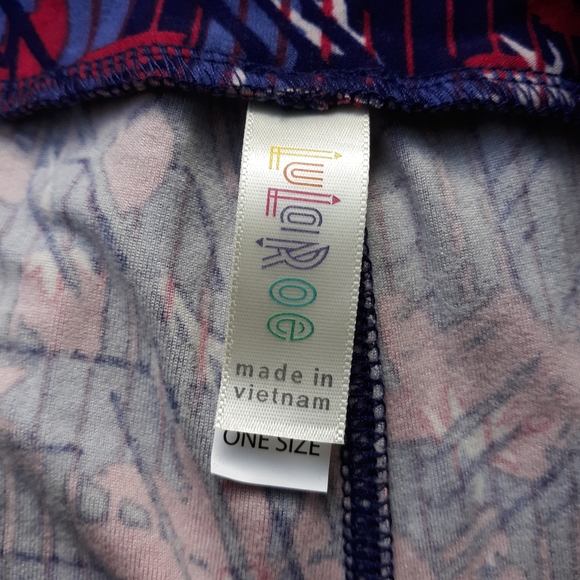 LuLaRoe
made in
vietnam
ONE SIZE